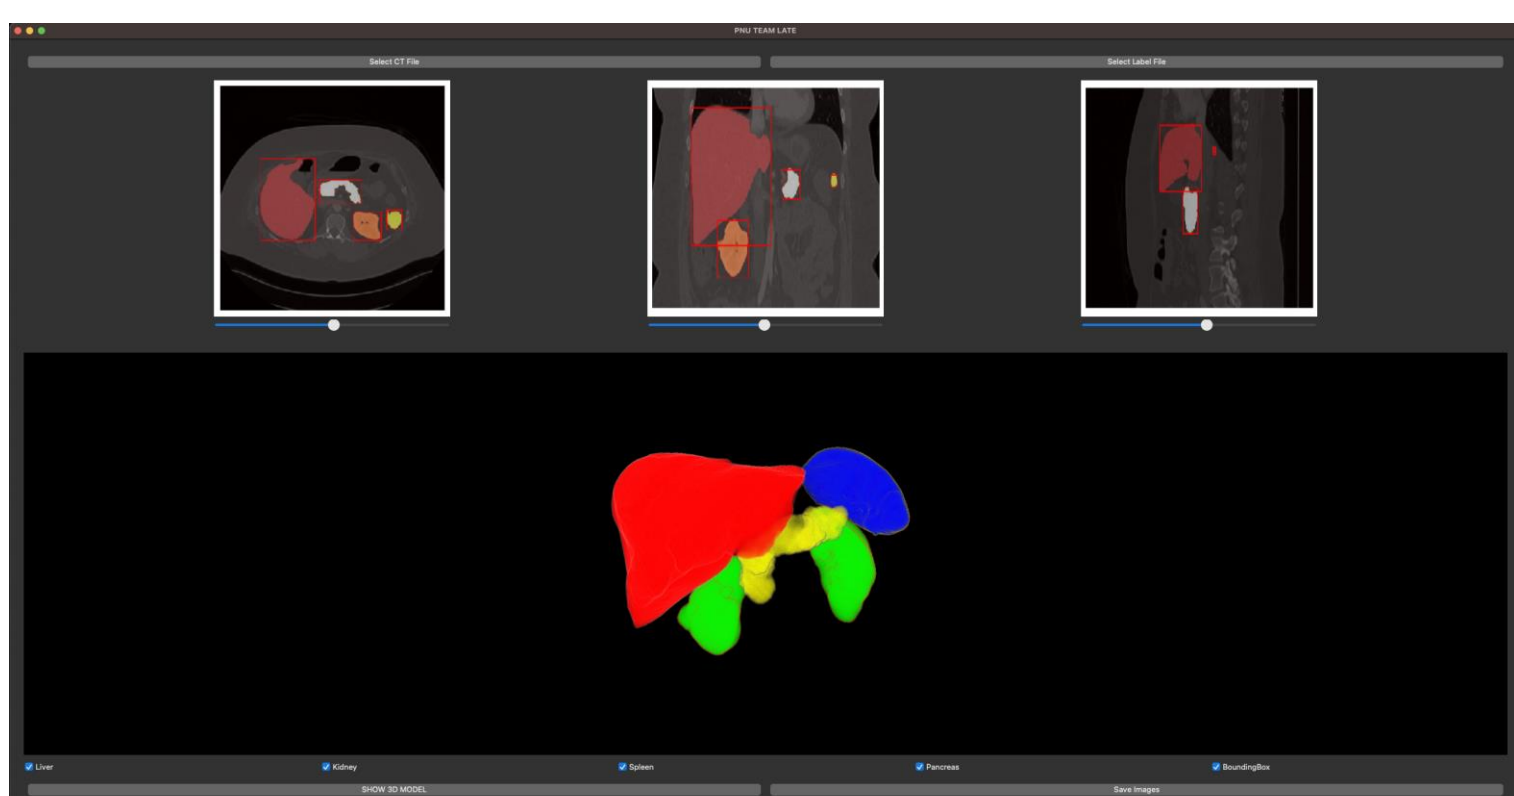 PNU TEAM LATE
Select CT File
Select Label File
Liver
Kidney
Spleen
Pancreas
BoundingBox
SHOW 3D MODEL
Save Images